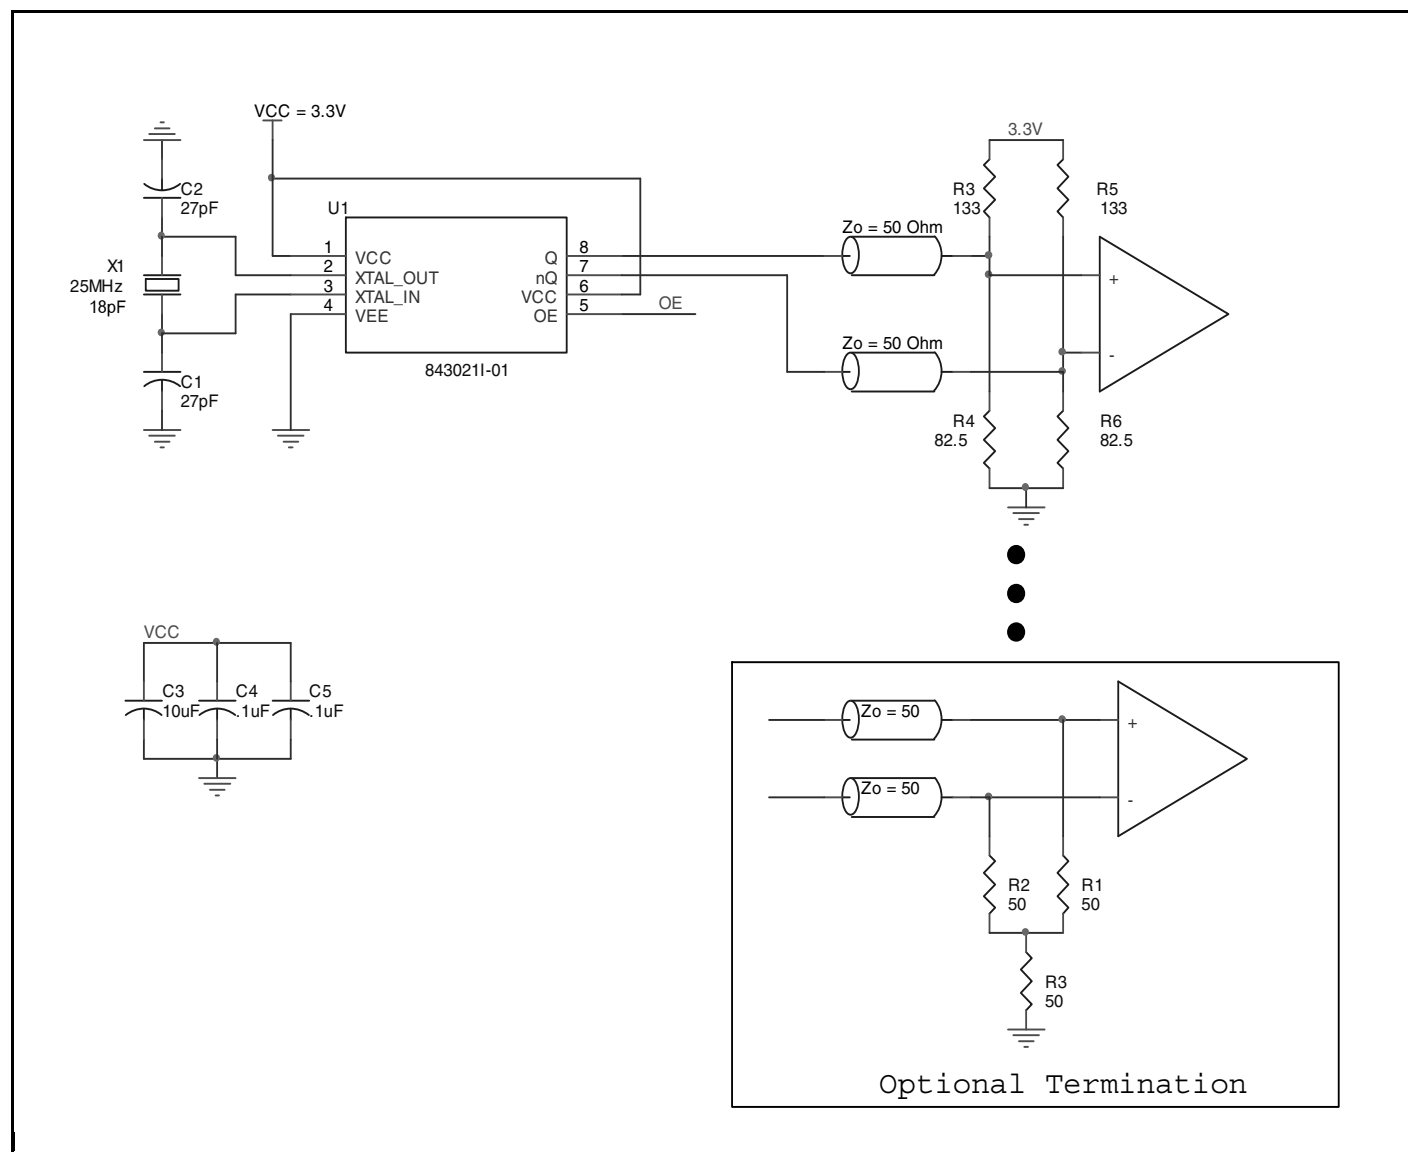 VCC = 3.3V
C2
27pF
X1
25MHz
18pF
C1
27pF
U1
1
2
3
4
VCC
XTAL_OUT
XTAL_IN
VEE
Q
nQ
VCC
OE
8
7
6
5
OE
843021I-01
Zo = 50 Ohm
Zo = 50 Ohm
3.3V
R3
133
R5
133
+
-
R4
82.5
R6
82.5
VCC
C3
10uF
C4
.1uF
C5
.1uF
Zo = 50
Zo = 50
+
-
R2
50
R1
50
R3
50
Optional Termination